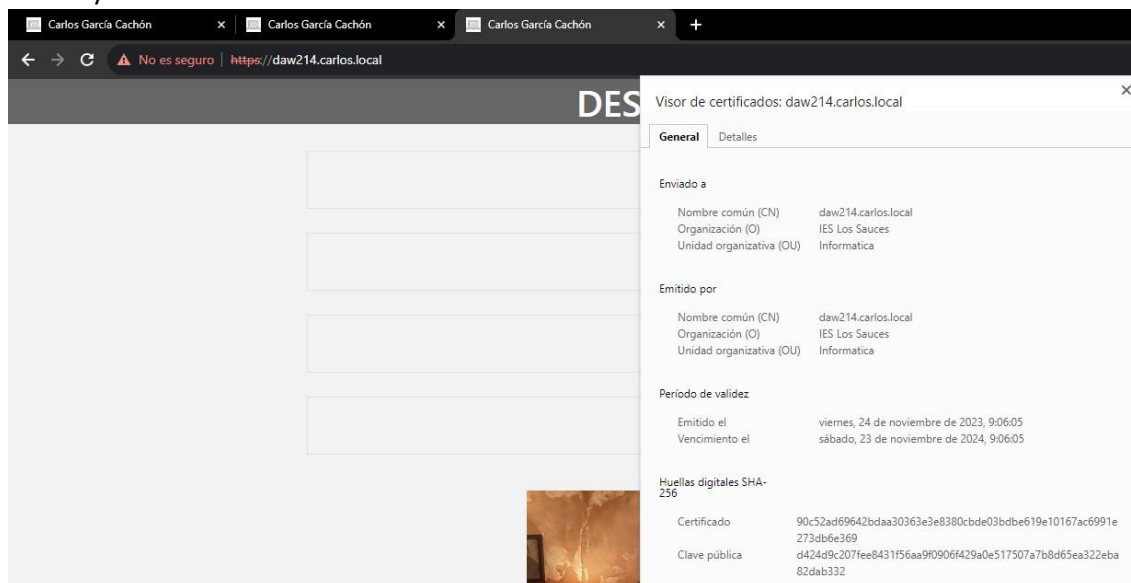 Carlos García Cachón
Carlos García Cachón
Carlos García Cachón
No es seguro | https://daw214.carlos.local
DES
Visor de certificados: daw214.carlos.local
General Detalles
Enviado a
Nombre común (CN) daw214.carlos.local
Organización (O) IES Los Sauces
Unidad organizativa (OU) Informatica
Emitido por
Nombre común (CN) daw214.carlos.local
Organización (O) IES Los Sauces
Unidad organizativa (OU) Informatica
Período de validez
Emitido el viernes, 24 de noviembre de 2023, 9:06:05
Vencimiento el sábado, 23 de noviembre de 2024, 9:06:05
Huellas digitales SHA-
256
Certificado 90c52ad69642bdaa30363e3e8380cbde03bdbe619e10167ac6991e
273db6e369
Clave pública d424d9c207fee8431f56aa9f0906f429a0e517507a7b8d65ea322eba
82dab332